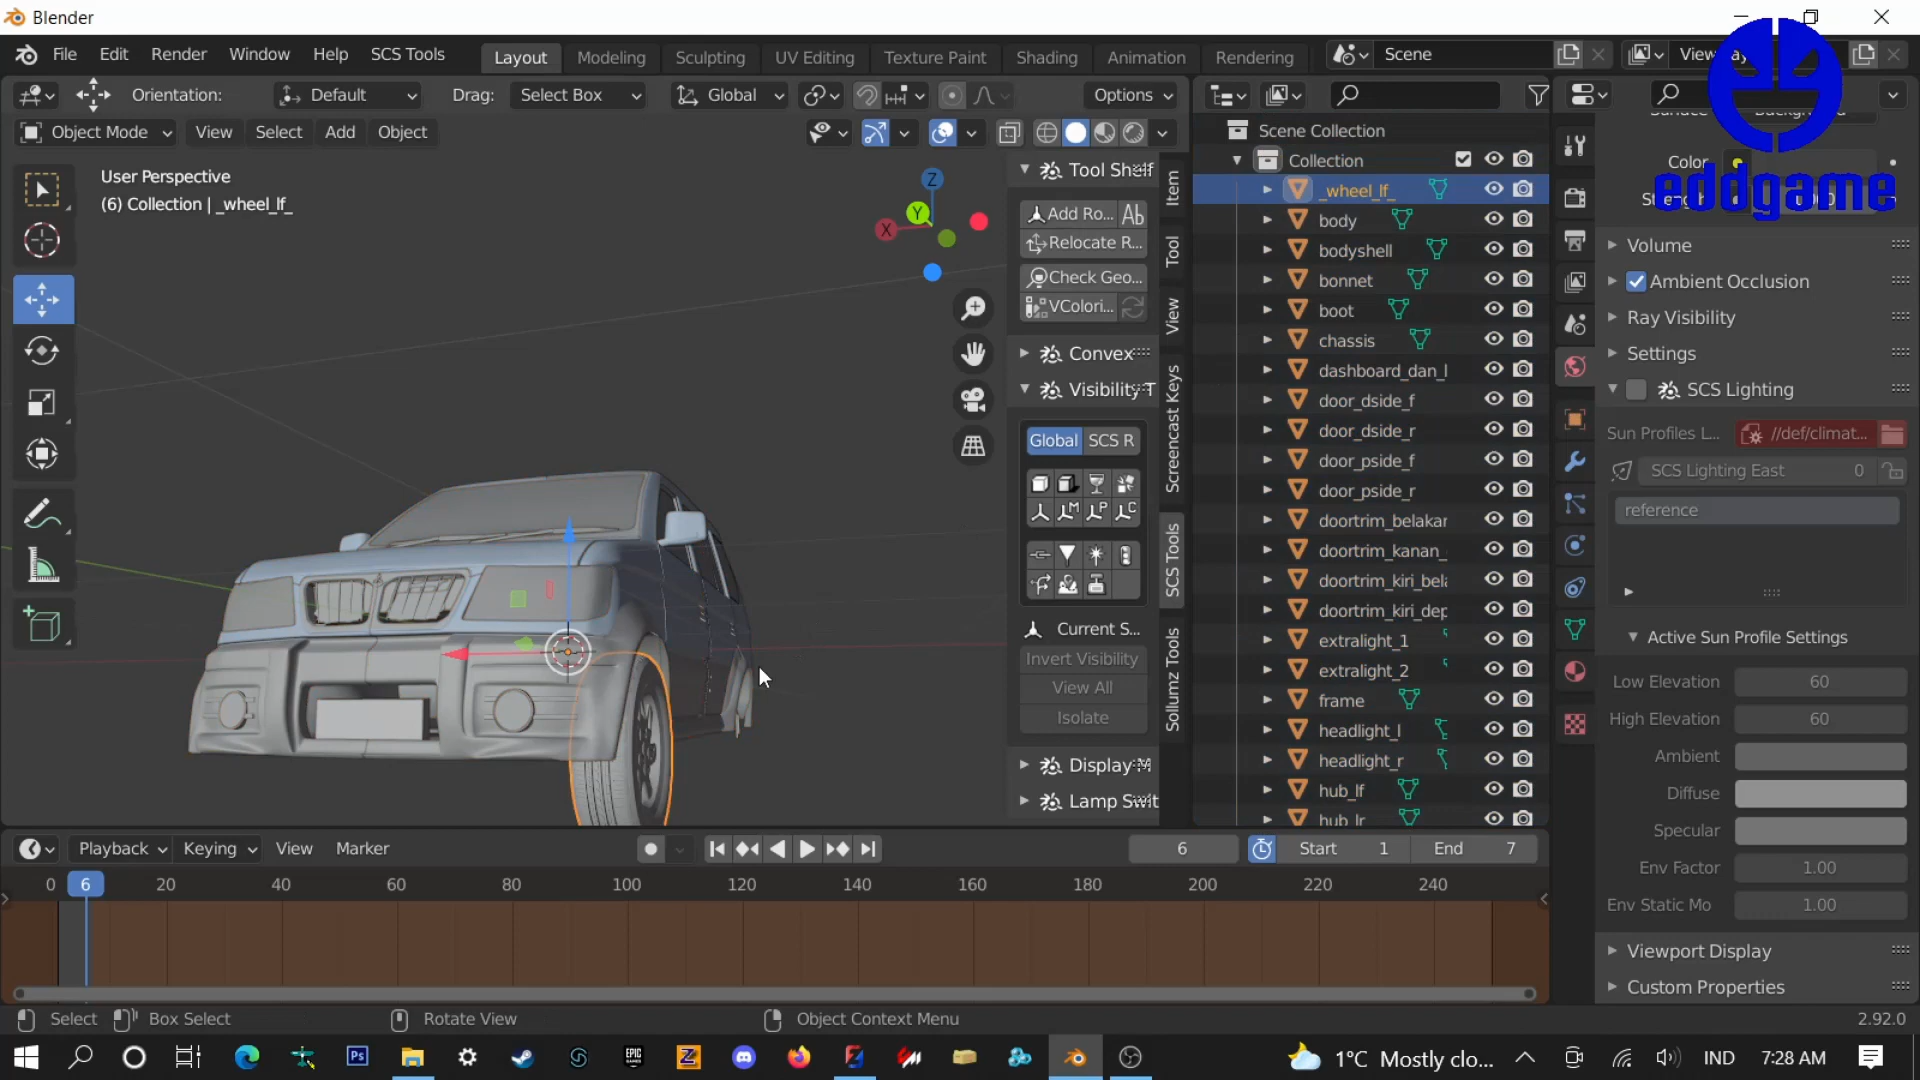 Blender
File Edit Render Window Help SCS Tools Layout Modeling Sculpting UV Editing Texture Paint Shading Animation Rendering Scene
Orientation: Default Drag: Select Box Global Options
Object Mode View Select Add Object
User Perspective
(6) Collection | _wheel_lf_
Z
Y
X
Tool Shelf
Add Ro...
Relocate R...
Check Geo...
VColori...
Convex
Visibility T
Global SCS R
Current S...
Invert Visibility
View All
Isolate
Display M
Lamp Swit
Item
Tool
View
Screencast Keys
SCS Tools
Sollumz Tools
Scene Collection
Collection
_wheel_lf_
body
bodyshell
bonnet
boot
chassis
dashboard_dan_l
door_dside_f
door_dside_r
door_pside_f
door_pside_r
doortrim_belakar
doortrim_kanan_
doortrim_kiri_bela
doortrim_kiri_dep
extralight_1
extralight_2
frame
headlight_l
headlight_r
hub_lf
hub_lr
eddgame
Color
Volume
Ambient Occlusion
Ray Visibility
Settings
SCS Lighting
Sun Profiles L... //def/climat...
SCS Lighting East 0
reference
Active Sun Profile Settings
Low Elevation 60
High Elevation 60
Ambient
Diffuse
Specular
Env Factor 1.00
Env Static Mo 1.00
Viewport Display
Custom Properties
Playback Keying View Marker 6 Start 1 End 7
0 6 20 40 60 80 100 120 140 160 180 200 220 240
Select Box Select Rotate View Object Context Menu 2.92.0
1°C Mostly clo... IND 7:28 AM